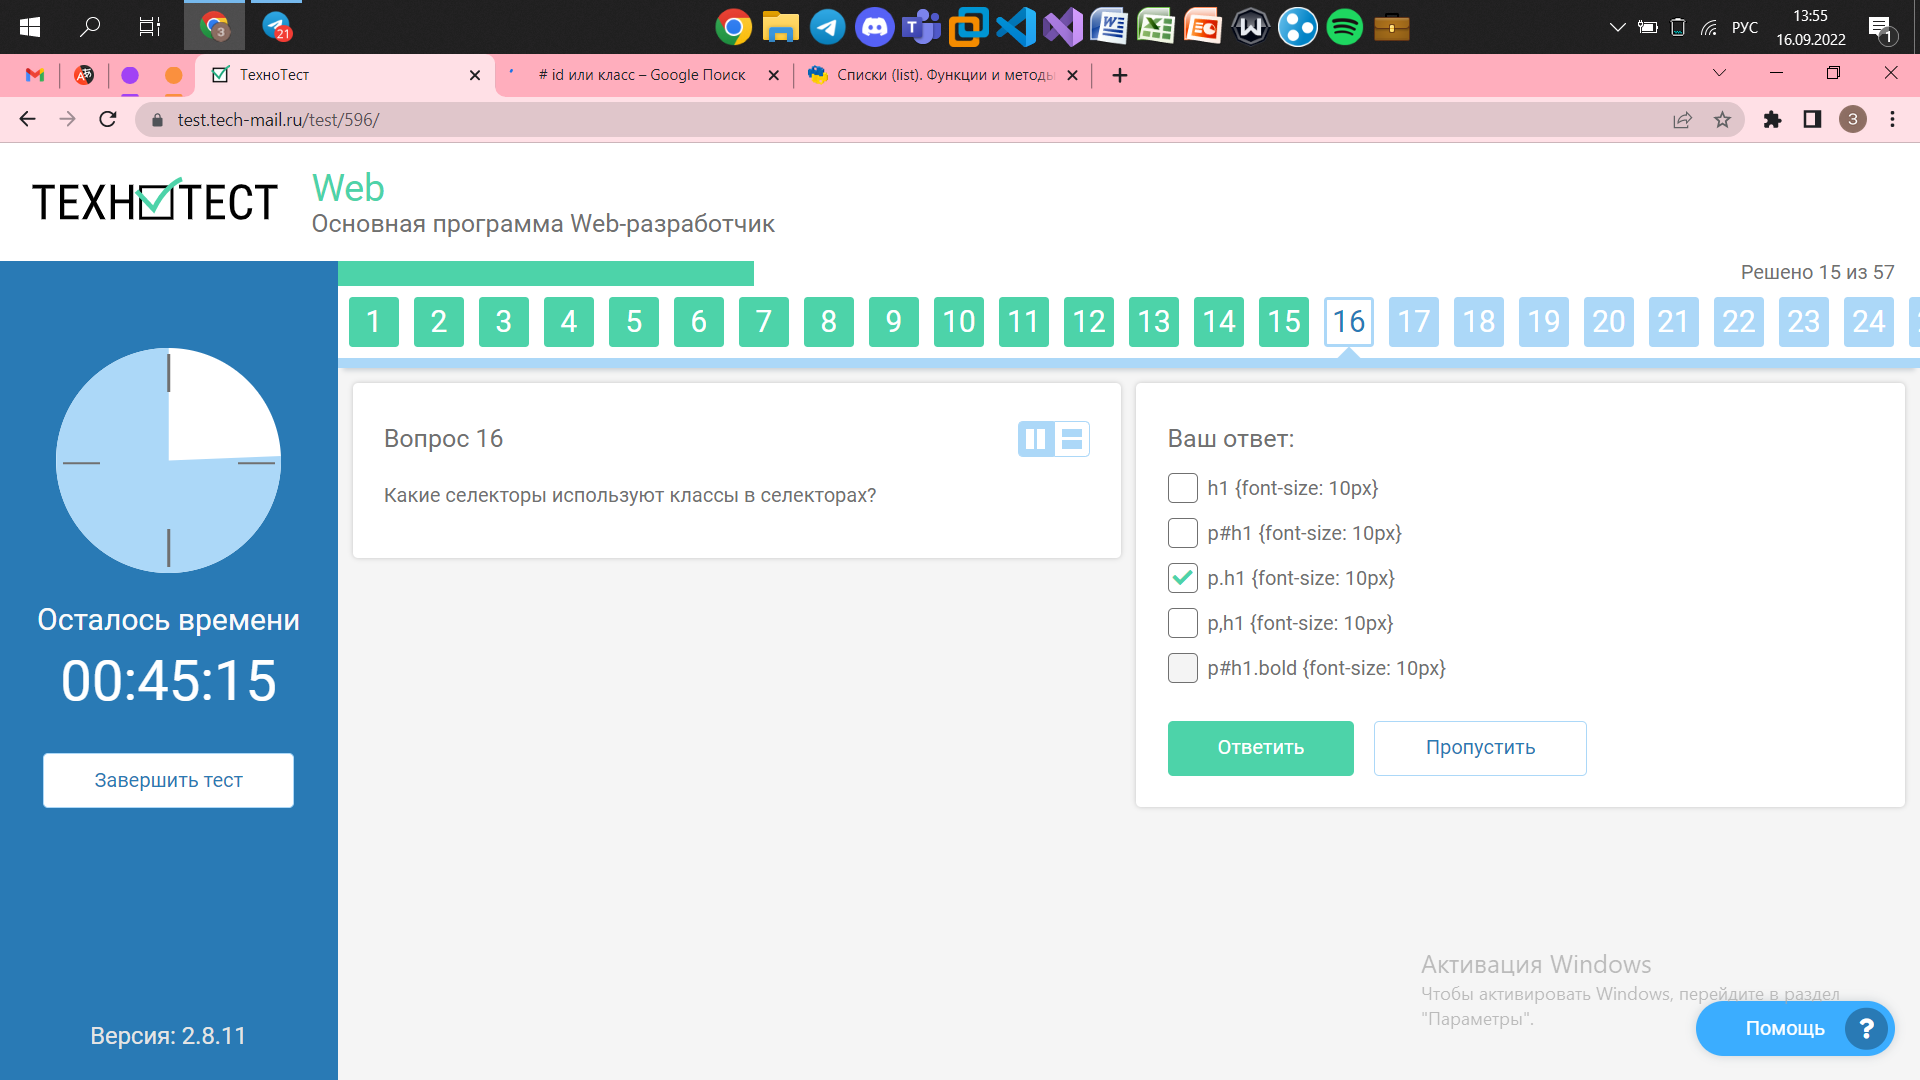 21
3
W
РУС
13:55
16.09.2022
1
ТехноТест
# id или класс – Google Поиск
Списки (list). Функции и методы
test.tech-mail.ru/test/596/
3
ТЕХНОТЕСТ
Web
Основная программа Web-разработчик
Решено 15 из 57
1 2 3 4 5 6 7 8 9 10 11 12 13 14 15 16 17 18 19 20 21 22 23 24
Осталось времени
00:45:15
Завершить тест
Версия: 2.8.11
Вопрос 16
Какие селекторы используют классы в селекторах?
Ваш ответ:
h1 {font-size: 10px}
p#h1 {font-size: 10px}
p.h1 {font-size: 10px}
p,h1 {font-size: 10px}
p#h1.bold {font-size: 10px}
Ответить
Пропустить
Активация Windows
Чтобы активировать Windows, перейдите в раздел
"Параметры".
Помощь ?